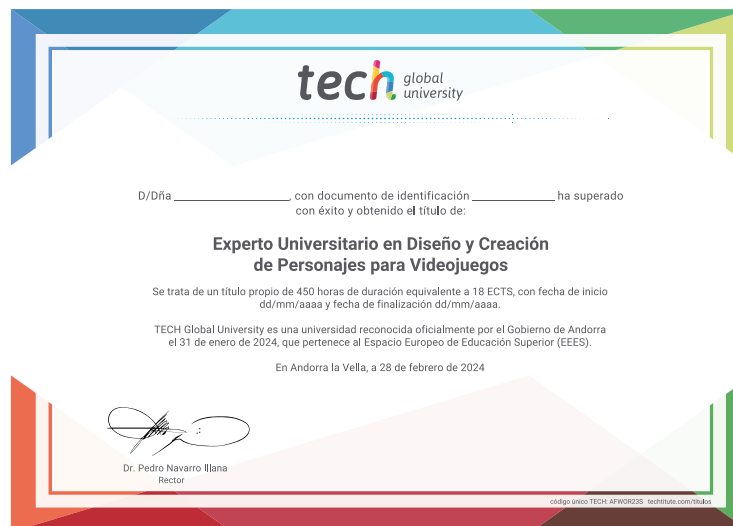 tech global
university
D/Dña ____________________, con documento de identificación ______________ ha superado
con éxito y obtenido el título de:
Experto Universitario en Diseño y Creación
de Personajes para Videojuegos
Se trata de un título propio de 450 horas de duración equivalente a 18 ECTS, con fecha de inicio
dd/mm/aaaa y fecha de finalización dd/mm/aaaa.
TECH Global University es una universidad reconocida oficialmente por el Gobierno de Andorra
el 31 de enero de 2024, que pertenece al Espacio Europeo de Educación Superior (EEES).
En Andorra la Vella, a 28 de febrero de 2024
Dr. Pedro Navarro Illana
Rector
código único TECH: AFWOR23S techtitute.com/titulos